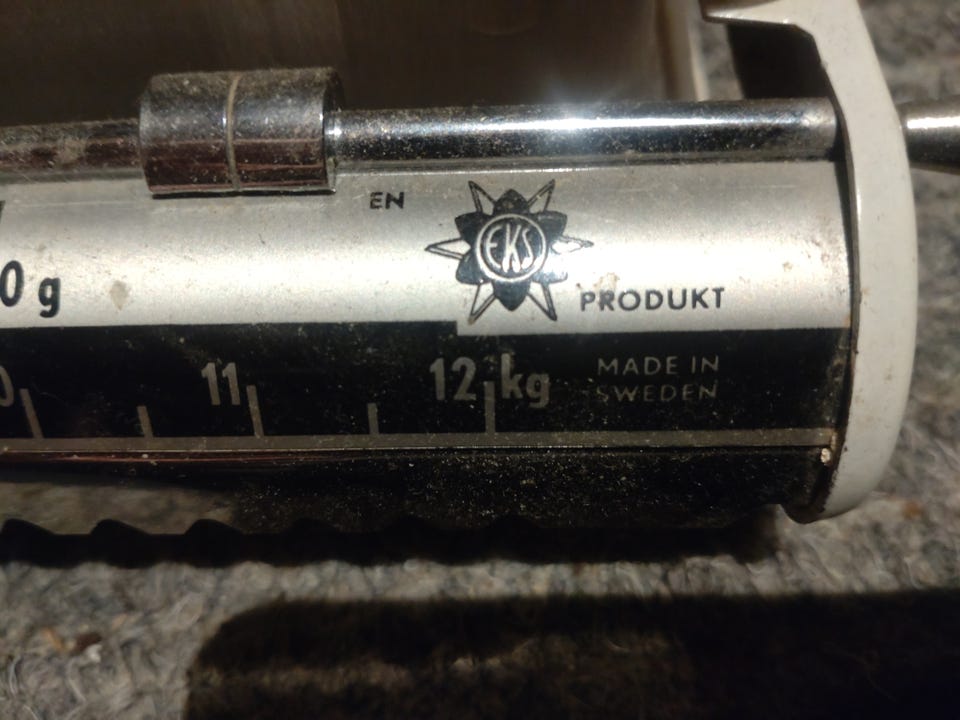 EN
EKS
PRODUKT
0 g
11
12 kg
MADE IN
SWEDEN